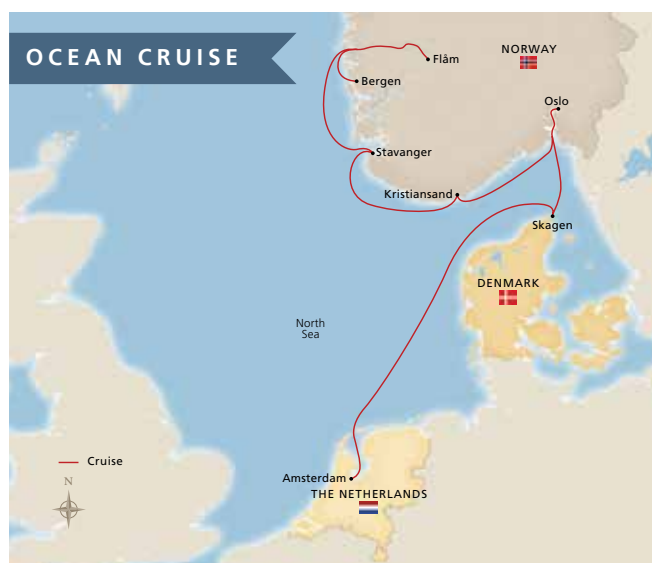 OCEAN CRUISE
NORWAY
Flåm
Bergen
Oslo
Stavanger
Kristiansand
Skagen
DENMARK
North
Sea
Cruise
N
Amsterdam
THE NETHERLANDS